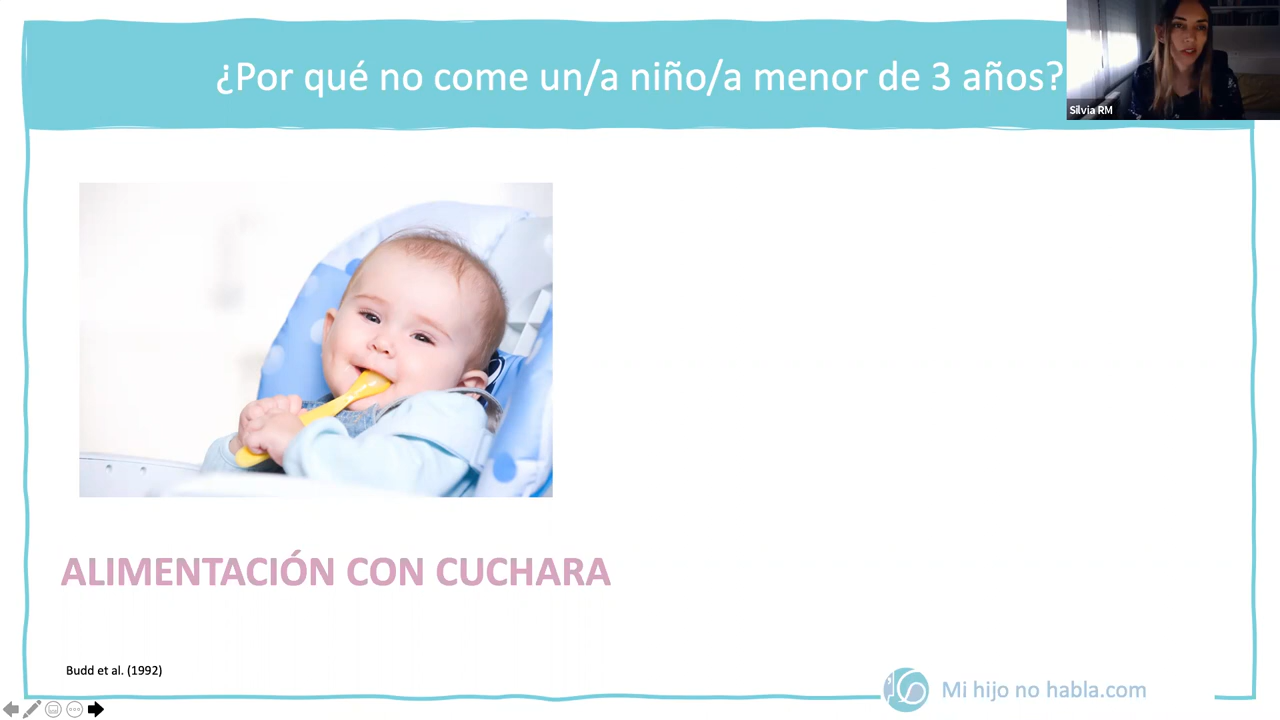 ¿Por qué no come un/a niño/a menor de 3 años?
Silvia RM
ALIMENTACIÓN CON CUCHARA
Budd et al. (1992)
Mi hijo no habla.com